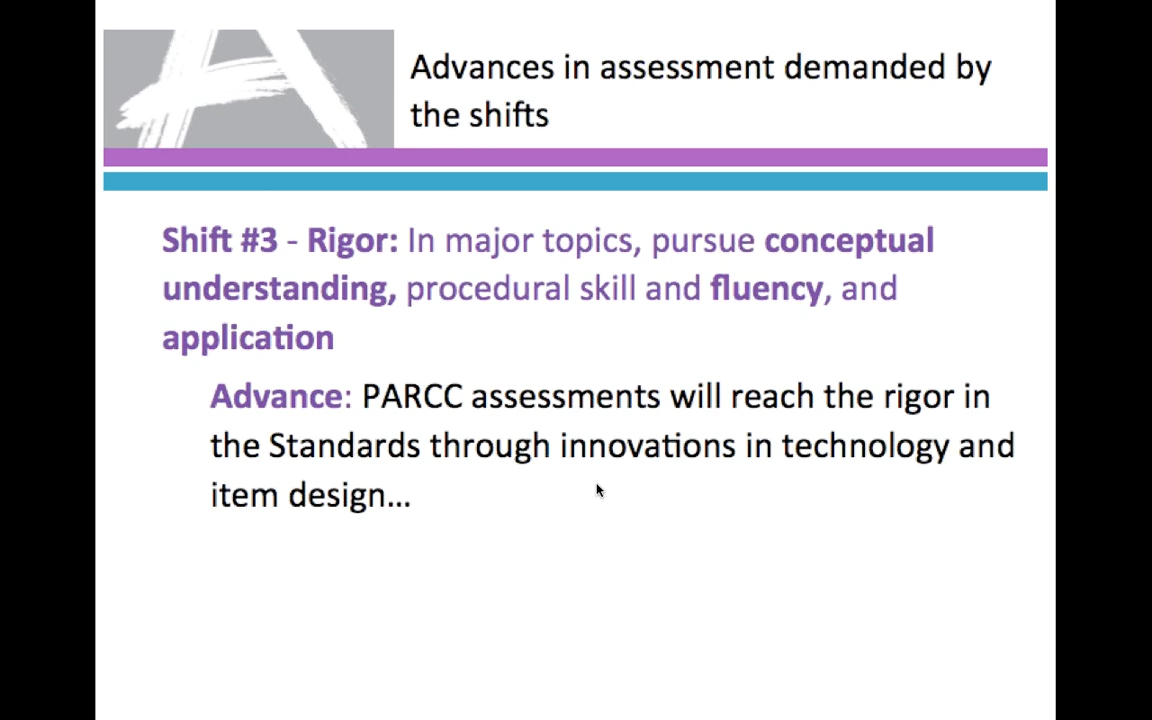 Advances in assessment demanded by
the shifts
Shift #3 - Rigor: In major topics, pursue conceptual
understanding, procedural skill and fluency, and
application
Advance: PARCC assessments will reach the rigor in
the Standards through innovations in technology and
item design…